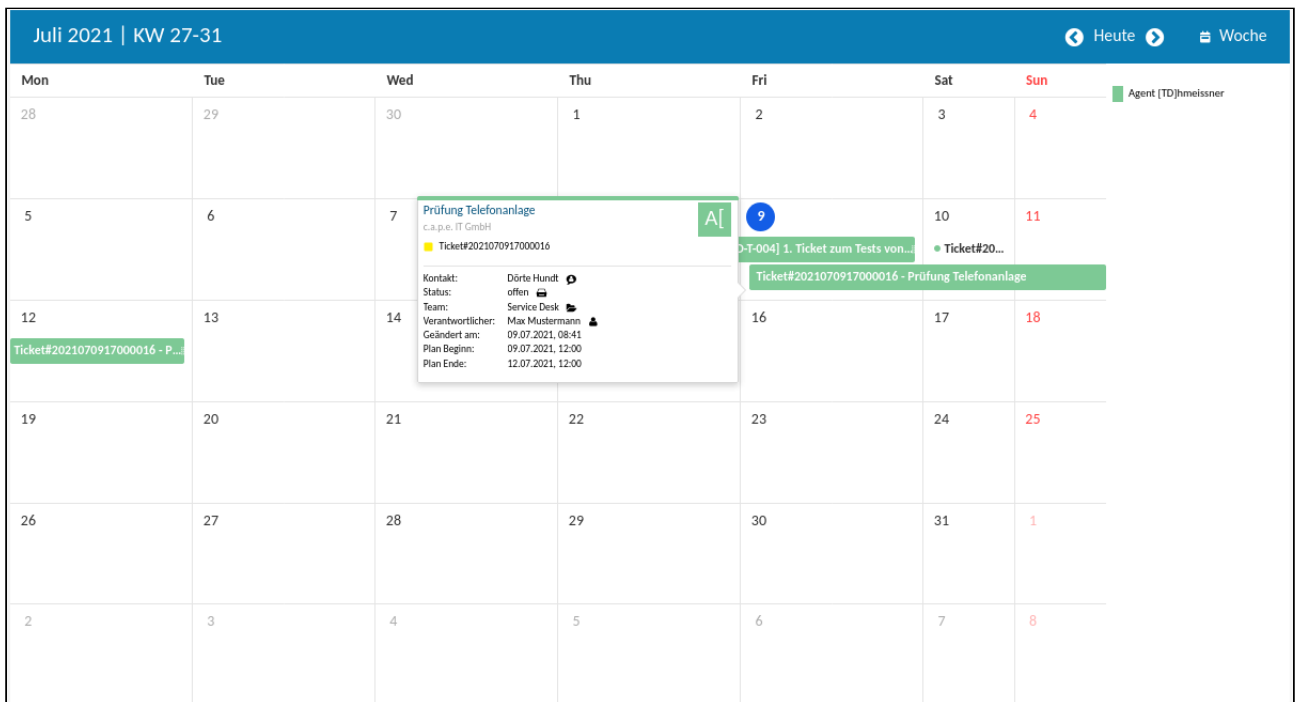 Juli 2021 | KW 27-31
Heute
Woche
Mon Tue Wed Thu Fri Sat Sun
Agent [TD]hmeissner
28 29 30 1 2 3 4
5 6 7 9 10 11
Prüfung Telefonanlage
A[
c.a.p.e. IT GmbH
Ticket#2021070917000016
Kontakt: Dörte Hundt
Status: offen
Team: Service Desk
Verantwortlicher: Max Mustermann
Geändert am: 09.07.2021, 08:41
Plan Beginn: 09.07.2021, 12:00
Plan Ende: 12.07.2021, 12:00
-T-004] 1. Ticket zum Tests von...
Ticket#20...
Ticket#2021070917000016 - Prüfung Telefonanlage
12 13 14 16 17 18
Ticket#2021070917000016 - P...
19 20 21 22 23 24 25
26 27 28 29 30 31 1
2 3 4 5 6 7 8